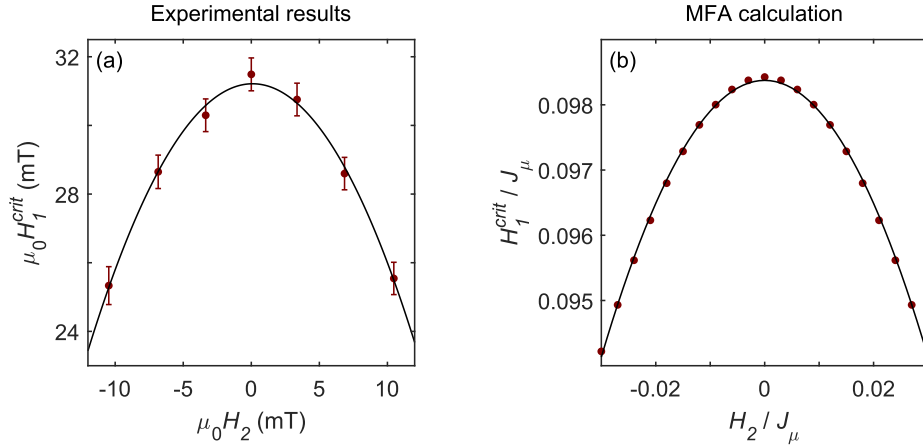 Experimental results
MFA calculation
(a)
32
28
24
μ₀H₁ᶜʳⁱᵗ (mT)
-10
-5
0
5
10
μ₀H₂ (mT)
(b)
0.098
0.097
0.096
0.095
H₁ᶜʳⁱᵗ / Jμ
-0.02
0
0.02
H₂ / Jμ